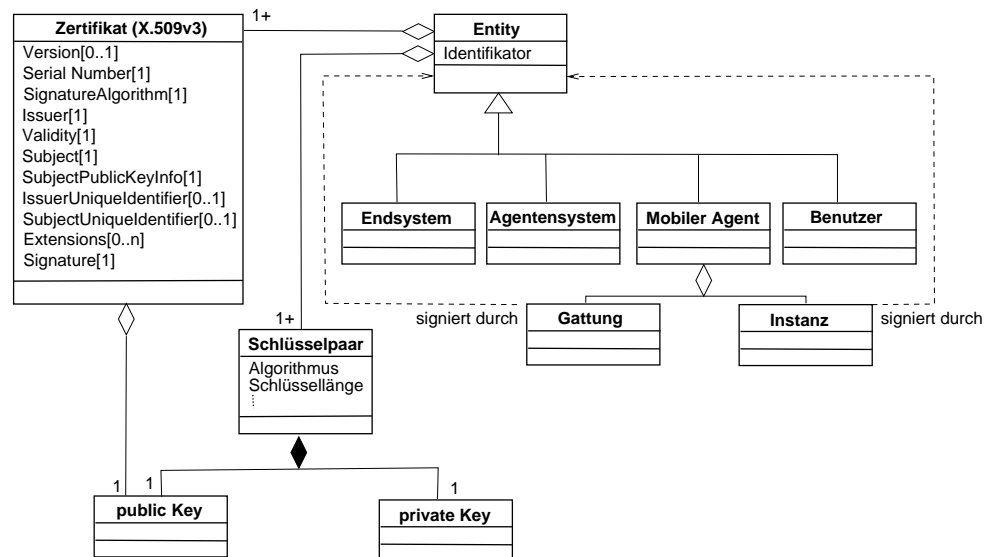 Zertifikat (X.509v3)
Version[0..1]
Serial Number[1]
SignatureAlgorithm[1]
Issuer[1]
Validity[1]
Subject[1]
SubjectPublicKeyInfo[1]
IssuerUniqueIdentifier[0..1]
SubjectUniqueIdentifier[0..1]
Extensions[0..n]
Signature[1]
1+
Entity
Identifikator
Endsystem
Agentensystem
Mobiler Agent
Benutzer
signiert durch
Gattung
Instanz
signiert durch
1+
Schlüsselpaar
Algorithmus
Schlüssellänge
1
1
1
public Key
private Key